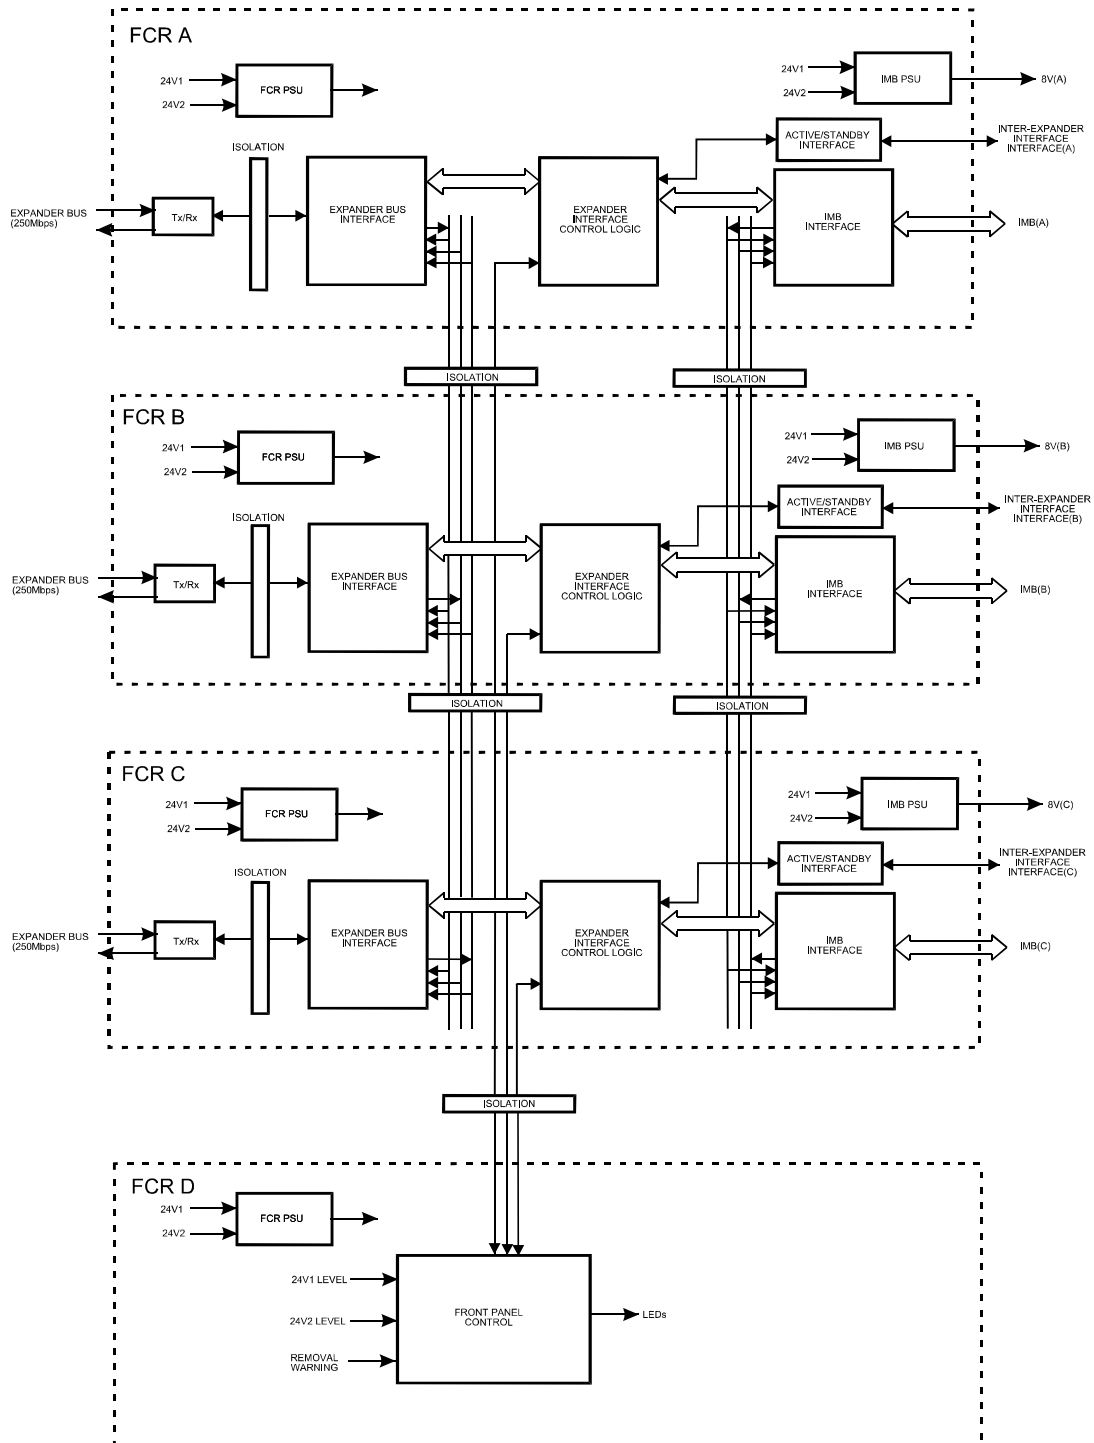 FCR A
24V1
24V2
FCR PSU
24V1
24V2
IMB PSU
8V(A)
ACTIVE/STANDBY
INTERFACE
INTER-EXPANDER
INTERFACE
INTERFACE(A)
ISOLATION
EXPANDER BUS
(250Mbps)
Tx/Rx
EXPANDER BUS
INTERFACE
EXPANDER
INTERFACE
CONTROL LOGIC
IMB
INTERFACE
IMB(A)
ISOLATION
ISOLATION
FCR B
24V1
24V2
FCR PSU
24V1
24V2
IMB PSU
8V(B)
ACTIVE/STANDBY
INTERFACE
INTER-EXPANDER
INTERFACE
INTERFACE(B)
ISOLATION
EXPANDER BUS
(250Mbps)
Tx/Rx
EXPANDER BUS
INTERFACE
EXPANDER
INTERFACE
CONTROL LOGIC
IMB
INTERFACE
IMB(B)
ISOLATION
ISOLATION
FCR C
24V1
24V2
FCR PSU
24V1
24V2
IMB PSU
8V(C)
ACTIVE/STANDBY
INTERFACE
INTER-EXPANDER
INTERFACE
INTERFACE(C)
ISOLATION
EXPANDER BUS
(250Mbps)
Tx/Rx
EXPANDER BUS
INTERFACE
EXPANDER
INTERFACE
CONTROL LOGIC
IMB
INTERFACE
IMB(C)
ISOLATION
FCR D
24V1
24V2
FCR PSU
24V1 LEVEL
24V2 LEVEL
REMOVAL
WARNING
FRONT PANEL
CONTROL
LEDs